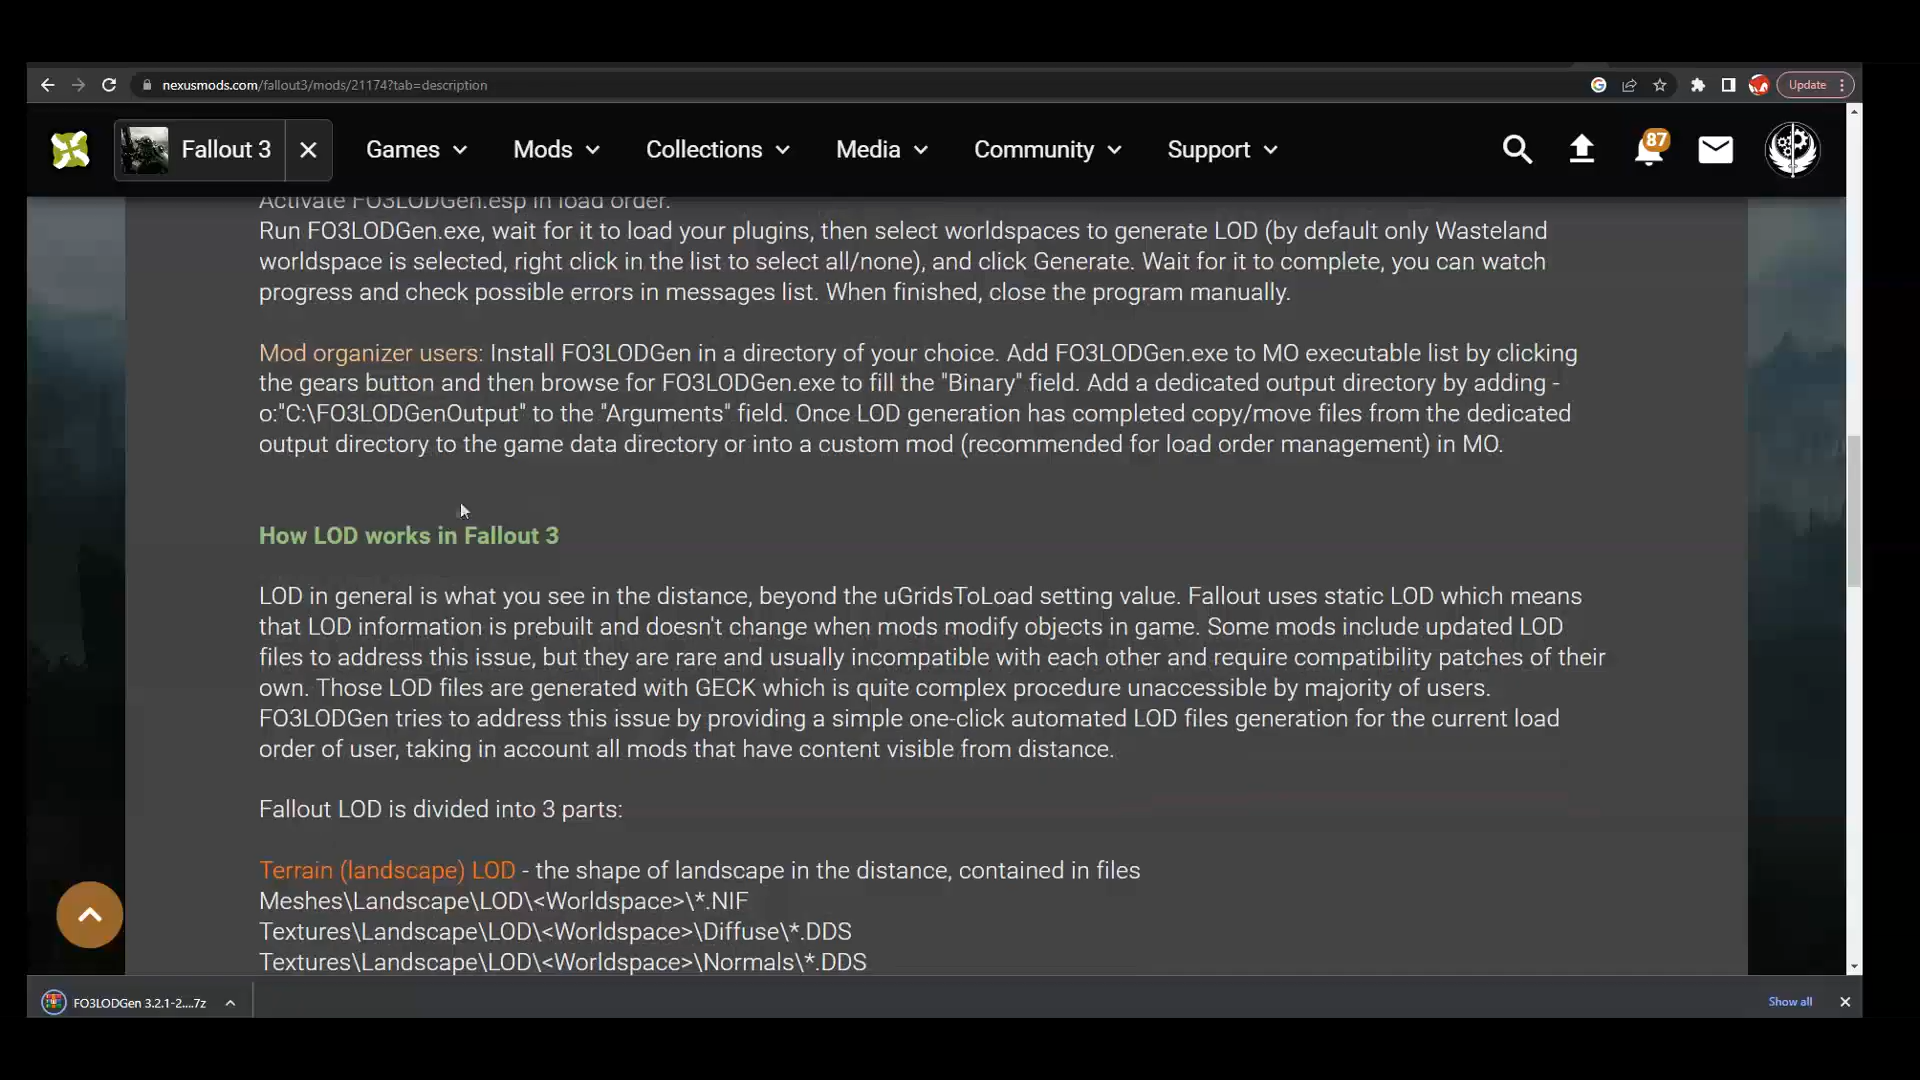 nexusmods.com/fallout3/mods/21174?tab=description
Update
Fallout 3
Games
Mods
Collections
Media
Community
Support
87
Activate FO3LODGen.esp in load order.
Run FO3LODGen.exe, wait for it to load your plugins, then select worldspaces to generate LOD (by default only Wasteland
worldspace is selected, right click in the list to select all/none), and click Generate. Wait for it to complete, you can watch
progress and check possible errors in messages list. When finished, close the program manually.
Mod organizer users: Install FO3LODGen in a directory of your choice. Add FO3LODGen.exe to MO executable list by clicking
the gears button and then browse for FO3LODGen.exe to fill the "Binary" field. Add a dedicated output directory by adding -
o:"C:\FO3LODGenOutput" to the "Arguments" field. Once LOD generation has completed copy/move files from the dedicated
output directory to the game data directory or into a custom mod (recommended for load order management) in MO.
How LOD works in Fallout 3
LOD in general is what you see in the distance, beyond the uGridsToLoad setting value. Fallout uses static LOD which means
that LOD information is prebuilt and doesn't change when mods modify objects in game. Some mods include updated LOD
files to address this issue, but they are rare and usually incompatible with each other and require compatibility patches of their
own. Those LOD files are generated with GECK which is quite complex procedure unaccessible by majority of users.
FO3LODGen tries to address this issue by providing a simple one-click automated LOD files generation for the current load
order of user, taking in account all mods that have content visible from distance.
Fallout LOD is divided into 3 parts:
Terrain (landscape) LOD - the shape of landscape in the distance, contained in files
Meshes\Landscape\LOD\<Worldspace>\*.NIF
Textures\Landscape\LOD\<Worldspace>\Diffuse\*.DDS
Textures\Landscape\LOD\<Worldspace>\Normals\*.DDS
FO3LODGen 3.2.1-2....7z
Show all